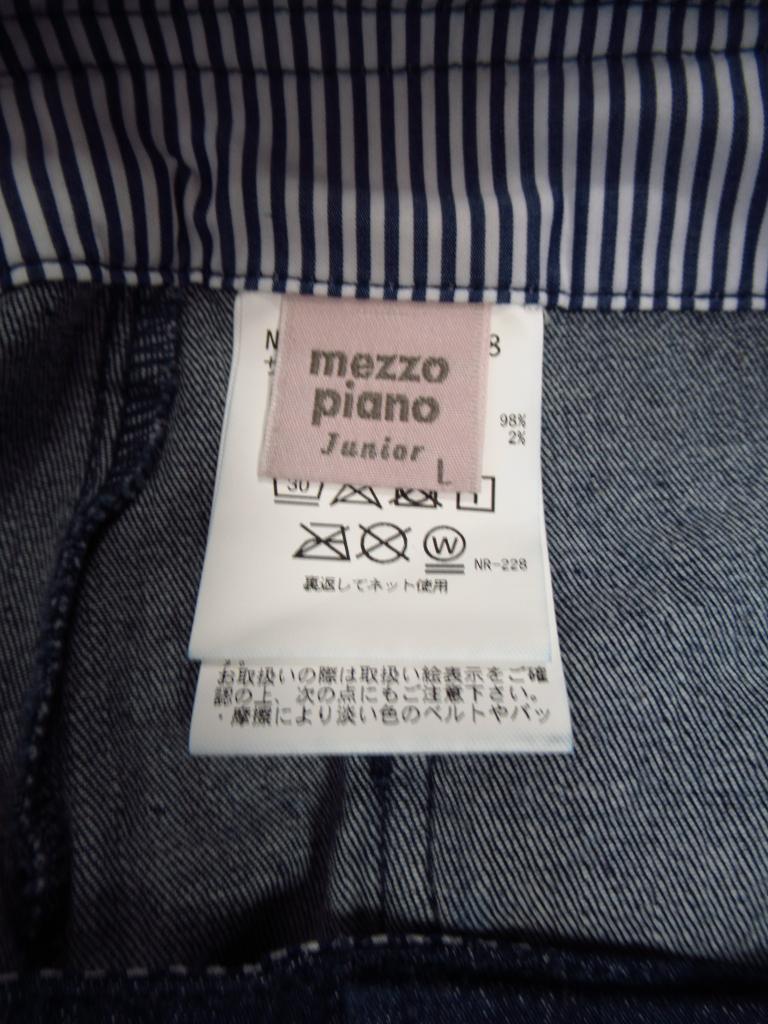 N 8
mezzo
piano
Junior
L
98%
2%
30
W
NR-228
裏返してネット使用
お取扱いの際は取扱い絵表示をご確
認の上、次の点にもご注意下さい。
・摩擦により淡い色のベルトやバッ